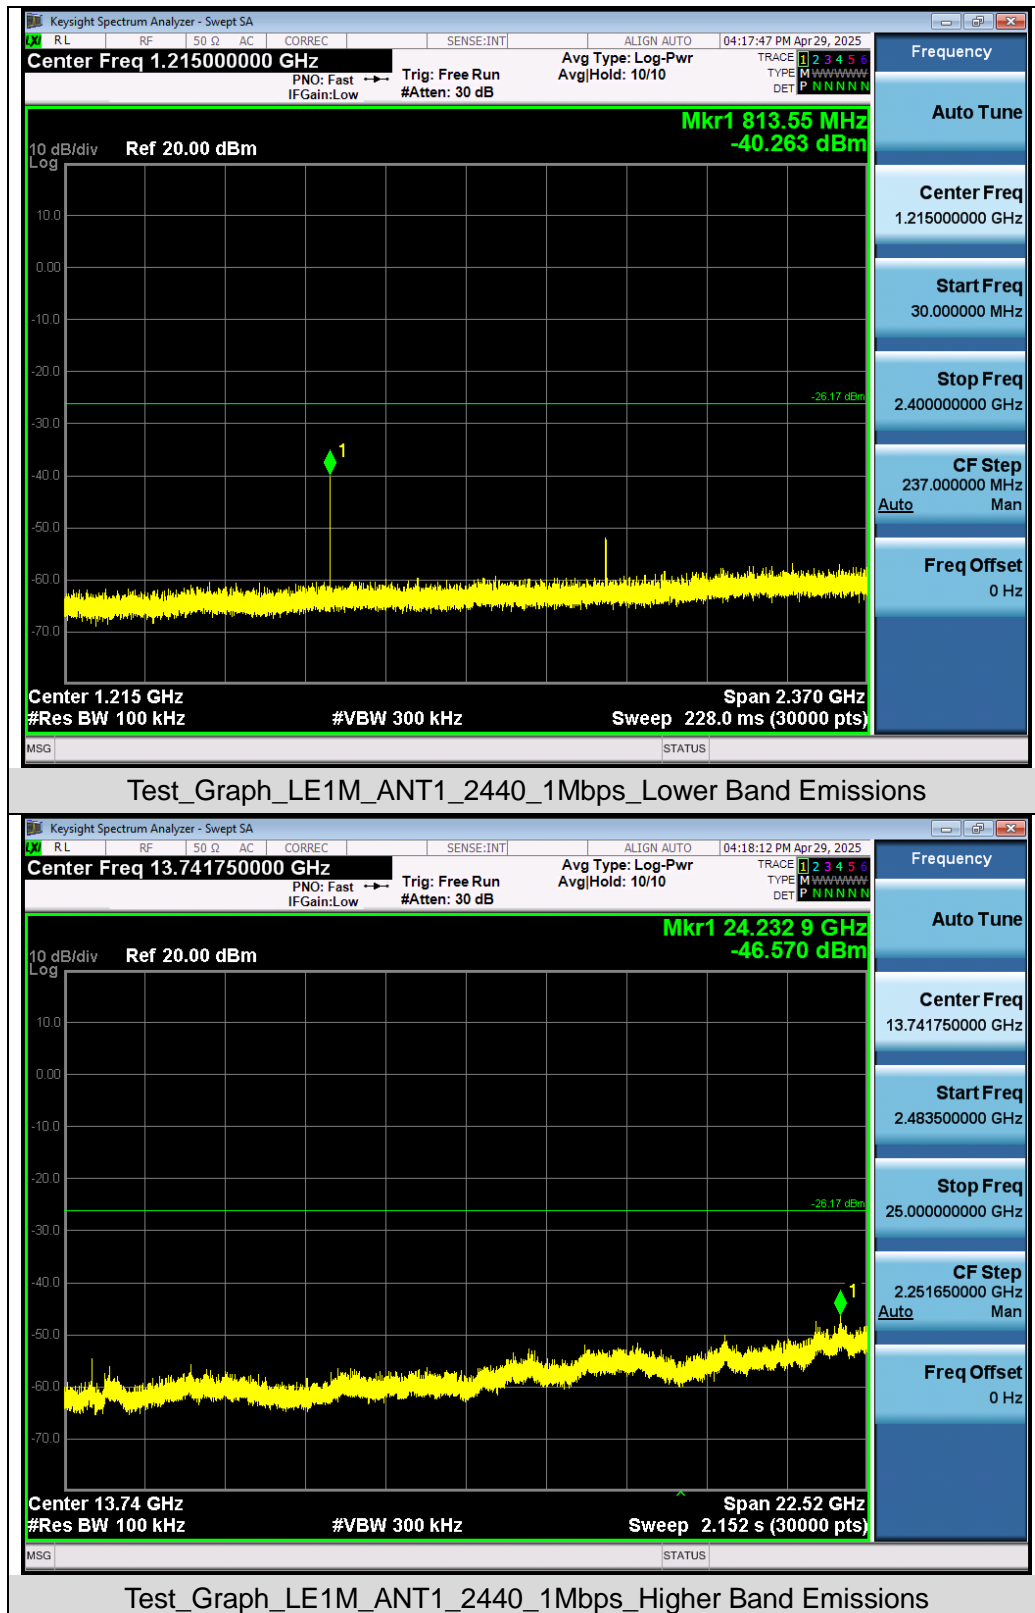 Keysight Spectrum Analyzer - Swept SA
LXI RL RF 50 Ω AC CORREC SENSE:INT ALIGN AUTO 04:17:47 PM Apr 29, 2025
Center Freq 1.215000000 GHz
PNO: Fast
IFGain:Low
Trig: Free Run
#Atten: 30 dB
Avg Type: Log-Pwr
Avg|Hold: 10/10
TRACE 1 2 3 4 5 6
TYPE M WWWWW
DET P N N N N N
Mkr1 813.55 MHz
-40.263 dBm
10 dB/div Ref 20.00 dBm
Log
10.0
0.00
-10.0
-20.0
-26.17 dBm
-30.0
1
-40.0
-50.0
-60.0
-70.0
Center 1.215 GHz Span 2.370 GHz
#Res BW 100 kHz #VBW 300 kHz Sweep 228.0 ms (30000 pts)
MSG STATUS
Frequency
Auto Tune
Center Freq
1.215000000 GHz
Start Freq
30.000000 MHz
Stop Freq
2.400000000 GHz
CF Step
237.000000 MHz
Auto Man
Freq Offset
0 Hz
Test_Graph_LE1M_ANT1_2440_1Mbps_Lower Band Emissions
Keysight Spectrum Analyzer - Swept SA
LXI RL RF 50 Ω AC CORREC SENSE:INT ALIGN AUTO 04:18:12 PM Apr 29, 2025
Center Freq 13.741750000 GHz
PNO: Fast
IFGain:Low
Trig: Free Run
#Atten: 30 dB
Avg Type: Log-Pwr
Avg|Hold: 10/10
TRACE 1 2 3 4 5 6
TYPE M WWWWW
DET P N N N N N
Mkr1 24.232 9 GHz
-46.570 dBm
10 dB/div Ref 20.00 dBm
Log
10.0
0.00
-10.0
-20.0
-26.17 dBm
-30.0
-40.0
1
-50.0
-60.0
-70.0
Center 13.74 GHz Span 22.52 GHz
#Res BW 100 kHz #VBW 300 kHz Sweep 2.152 s (30000 pts)
MSG STATUS
Frequency
Auto Tune
Center Freq
13.741750000 GHz
Start Freq
2.483500000 GHz
Stop Freq
25.000000000 GHz
CF Step
2.251650000 GHz
Auto Man
Freq Offset
0 Hz
Test_Graph_LE1M_ANT1_2440_1Mbps_Higher Band Emissions